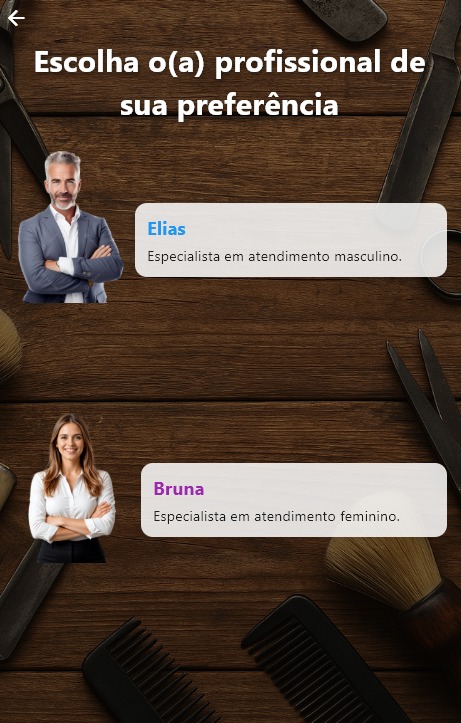 Escolha o(a) profissional de
sua preferência
Elias
Especialista em atendimento masculino.
Bruna
Especialista em atendimento feminino.